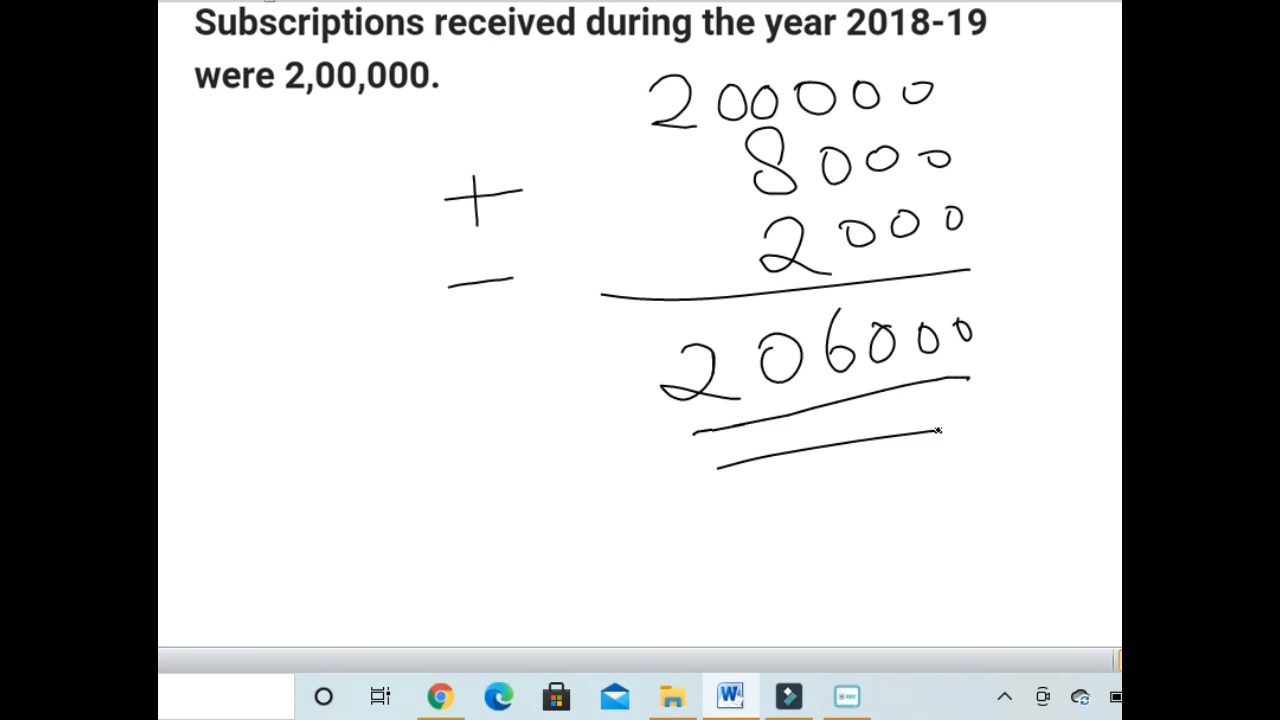 Subscriptions received during the year 2018-19
were 2,00,000.
200000
+ 8000
- 2000
206000